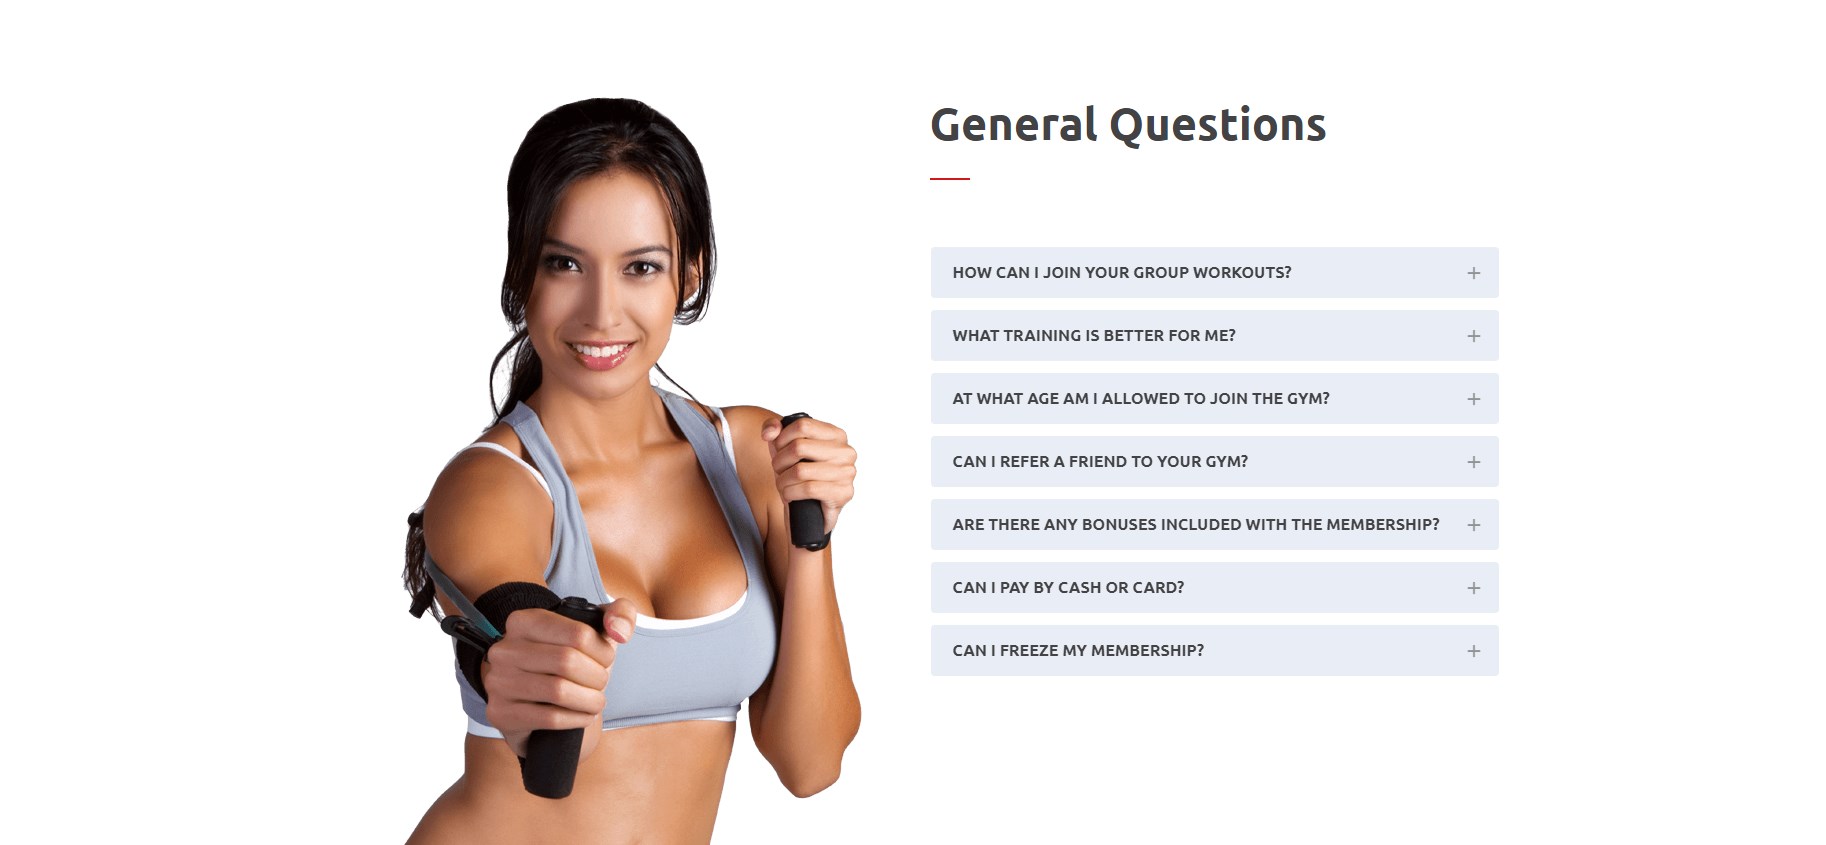 General Questions
HOW CAN I JOIN YOUR GROUP WORKOUTS?
WHAT TRAINING IS BETTER FOR ME?
AT WHAT AGE AM I ALLOWED TO JOIN THE GYM?
CAN I REFER A FRIEND TO YOUR GYM?
ARE THERE ANY BONUSES INCLUDED WITH THE MEMBERSHIP?
CAN I PAY BY CASH OR CARD?
CAN I FREEZE MY MEMBERSHIP?